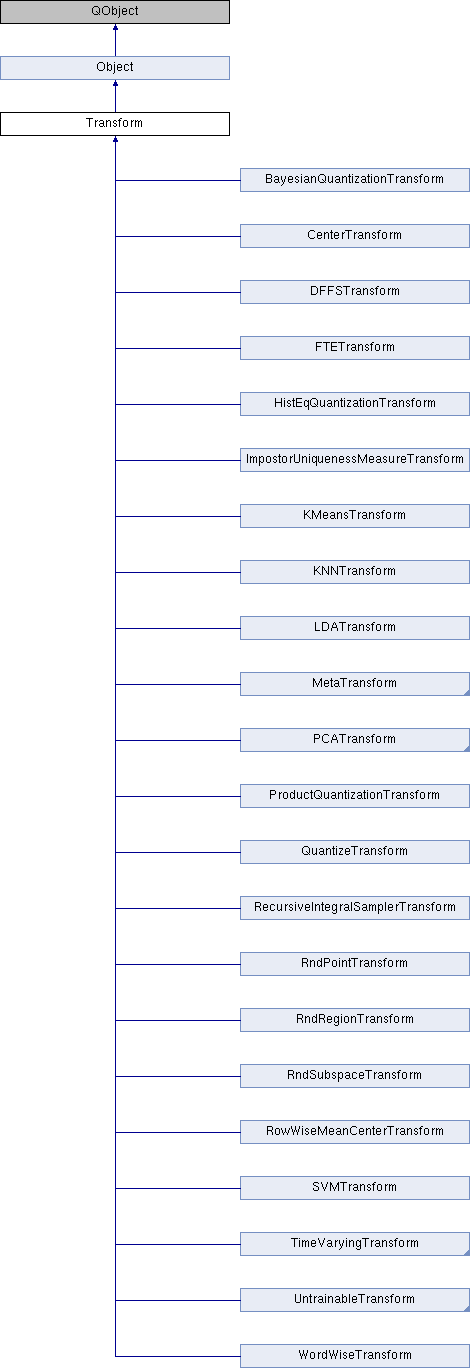 QObject
Object
Transform
BayesianQuantizationTransform
CenterTransform
DFFSTransform
FTETransform
HistEqQuantizationTransform
ImpostorUniquenessMeasureTransform
KMeansTransform
KNNTransform
LDATransform
MetaTransform
PCATransform
ProductQuantizationTransform
QuantizeTransform
RecursiveIntegralSamplerTransform
RndPointTransform
RndRegionTransform
RndSubspaceTransform
RowWiseMeanCenterTransform
SVMTransform
TimeVaryingTransform
UntrainableTransform
WordWiseTransform